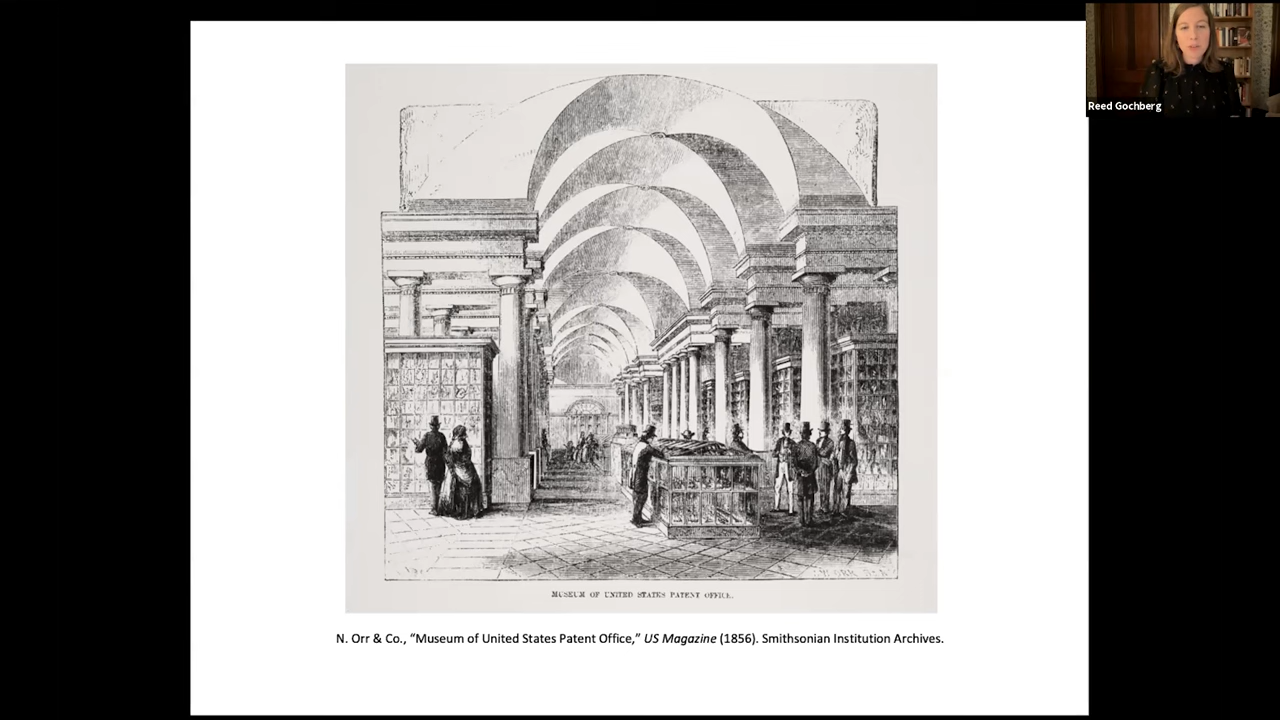 Reed Gochberg
MUSEUM OF UNITED STATES PATENT OFFICE.
N. Orr & Co., “Museum of United States Patent Office,” US Magazine (1856). Smithsonian Institution Archives.